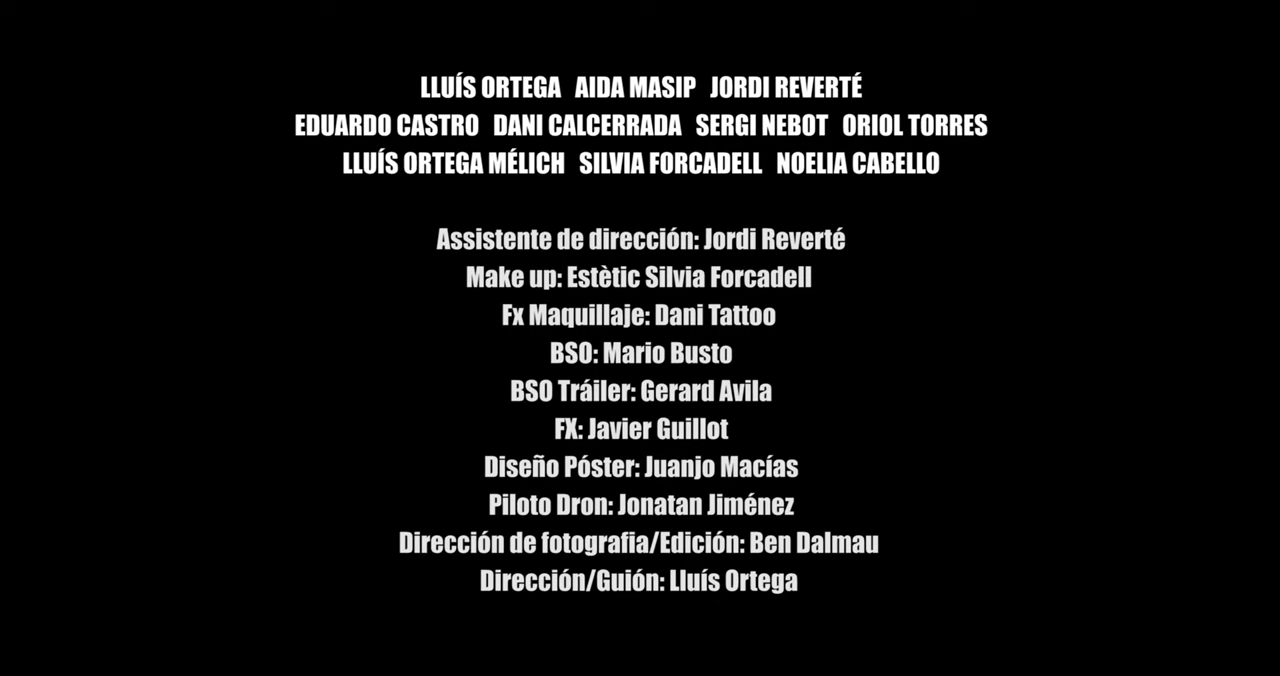 LLUÍS ORTEGA AIDA MASIP JORDI REVERTÉ
EDUARDO CASTRO DANI CALCERRADA SERGI NEBOT ORIOL TORRES
LLUÍS ORTEGA MÉLICH SILVIA FORCADELL NOELIA CABELLO
Assistente de dirección: Jordi Reverté
Make up: Estètic Silvia Forcadell
Fx Maquillaje: Dani Tattoo
BSO: Mario Busto
BSO Tráiler: Gerard Avila
FX: Javier Guillot
Diseño Póster: Juanjo Macías
Piloto Dron: Jonatan Jiménez
Dirección de fotografia/Edición: Ben Dalmau
Dirección/Guión: Lluís Ortega